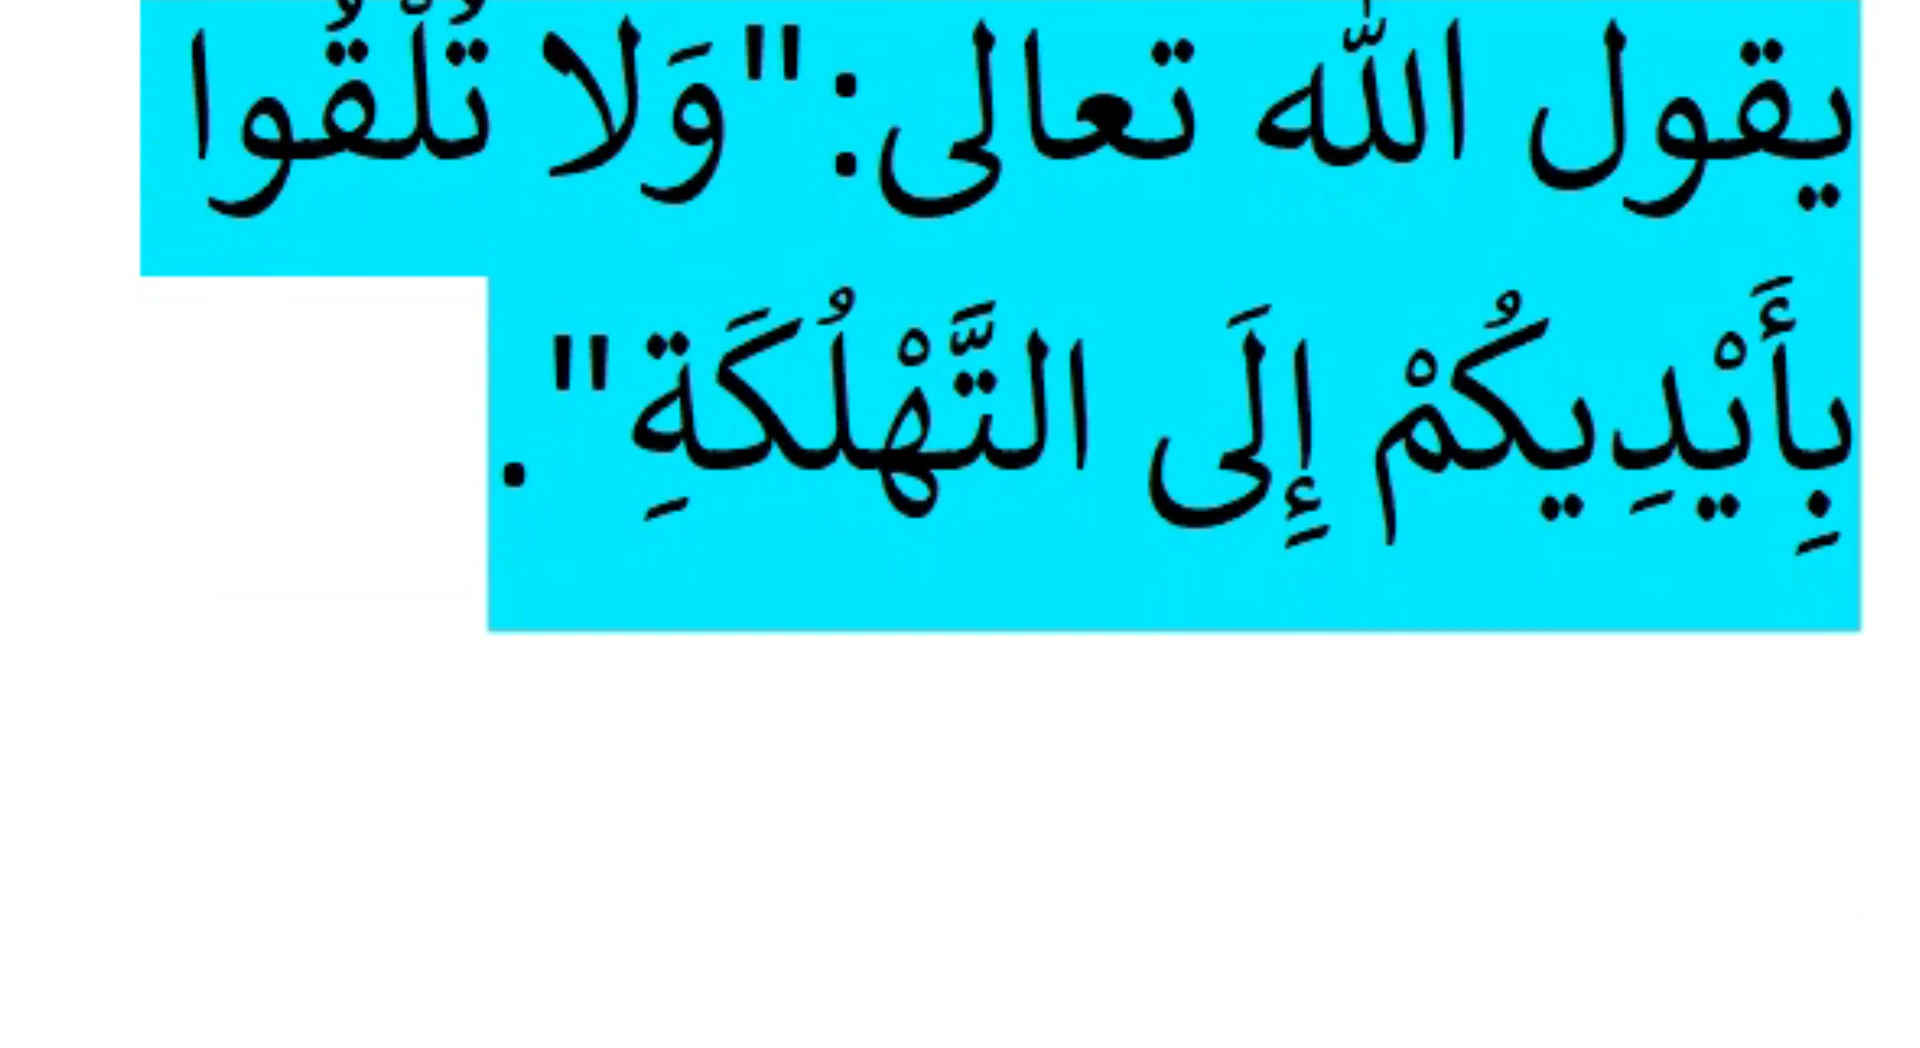 يقول الله تعالى:"وَلا تُلْقُوا
بِأَيْدِيكُمْ إِلَى التَّهْلُكَةِ".